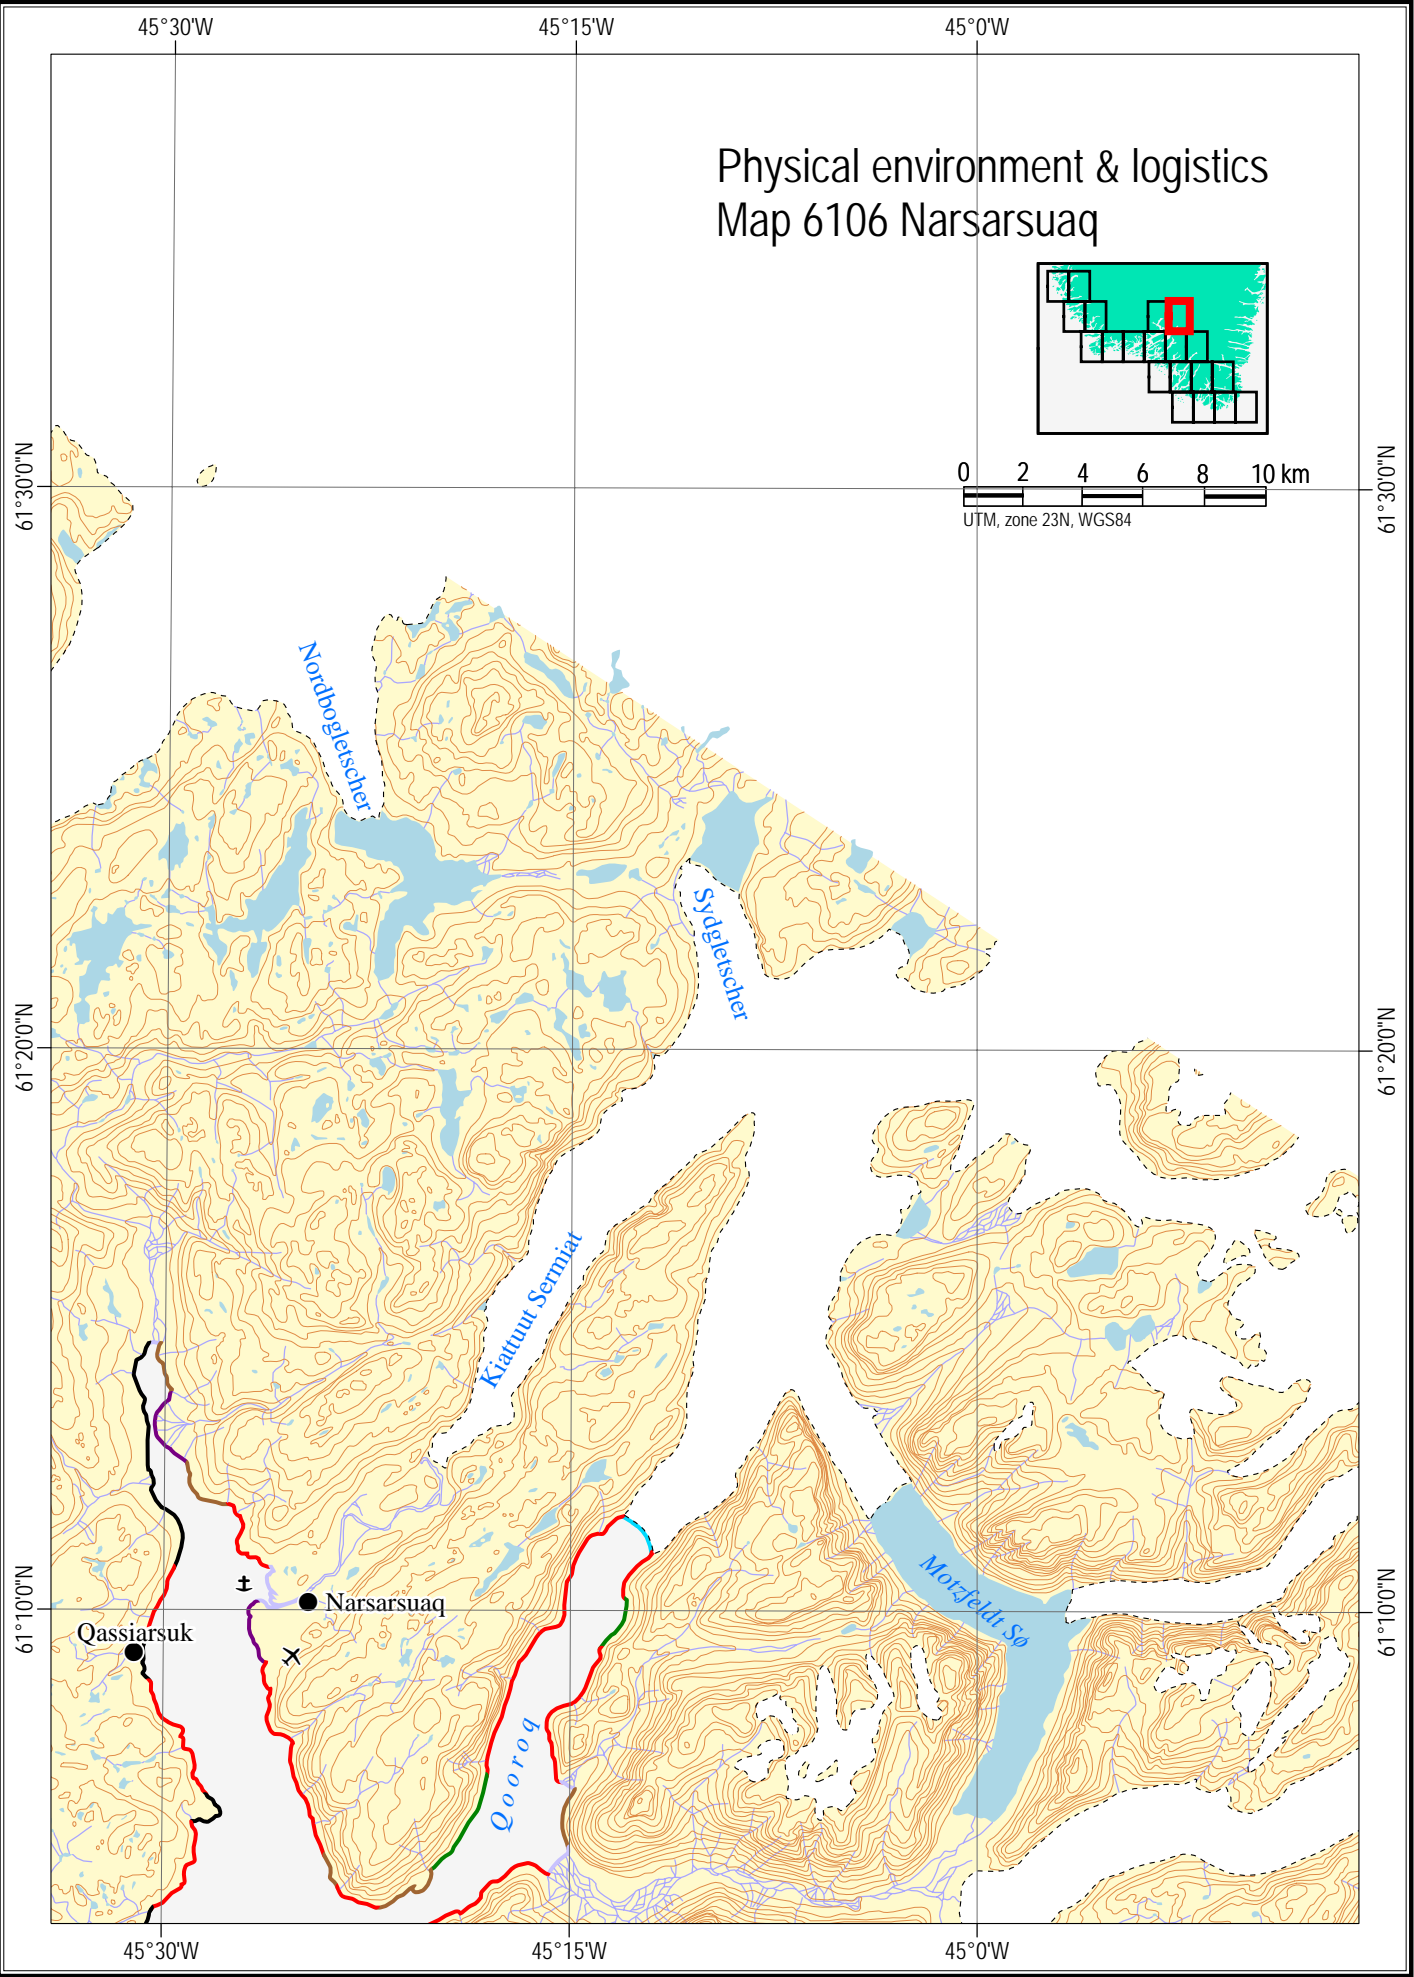 45°30'W
45°15'W
45°0'W
Physical environment & logistics
Map 6106 Narsarsuaq
0 2 4 6 8 10 km
UTM, zone 23N, WGS84
61°30'0"N
61°30'0"N
Nordbogletscher
Sydgletscher
61°20'0"N
61°20'0"N
Kiattuut Sermiat
Motzfeldt Sø
61°10'0"N
61°10'0"N
Narsarsuaq
Qassiarsuk
Qooroq
45°30'W
45°15'W
45°0'W